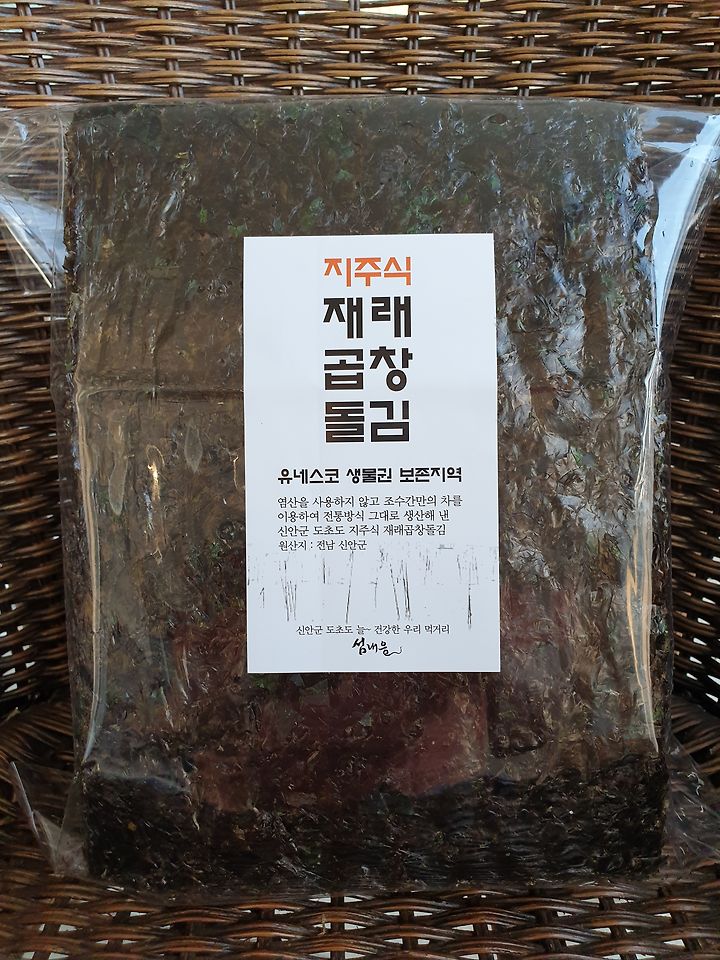 지주식
재래
곱창
돌김
유네스코 생물권 보존지역
염산을 사용하지 않고 조수간만의 차를
이용하여 전통방식 그대로 생산해 낸
신안군 도초도 지주식 재래곱창돌김
원산지 : 전남 신안군
신안군 도초도 늘~ 건강한 우리 먹거리
섬내음